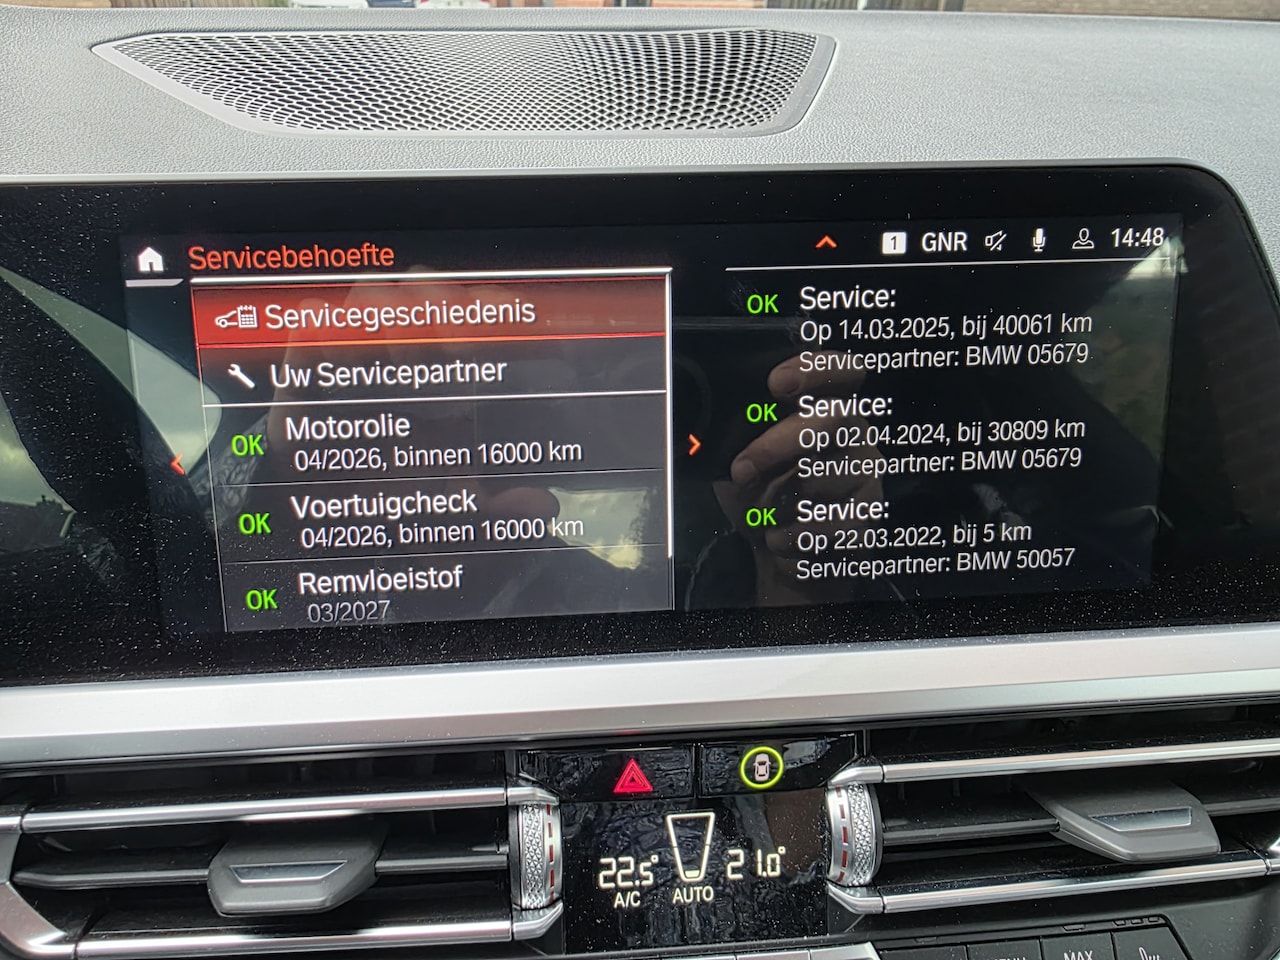 Servicebehoefte
1 GNR 14:48
Servicegeschiedenis
Uw Servicepartner
OK Motorolie
04/2026, binnen 16000 km
OK Voertuigcheck
04/2026, binnen 16000 km
OK Remvloeistof
03/2027
OK Service:
Op 14.03.2025, bij 40061 km
Servicepartner: BMW 05679
OK Service:
Op 02.04.2024, bij 30809 km
Servicepartner: BMW 05679
OK Service:
Op 22.03.2022, bij 5 km
Servicepartner: BMW 50057
22.5° 21.0°
A/C AUTO
MAX